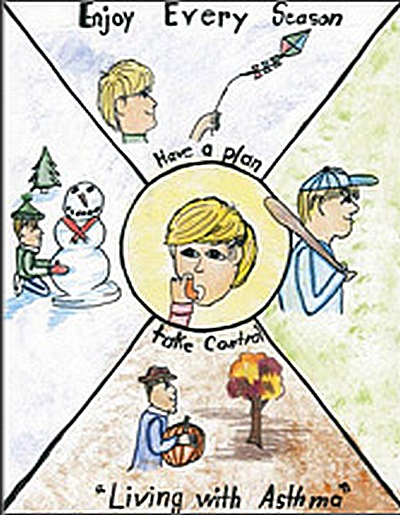 Enjoy Every Season
Have a plan
take Control
"Living with Asthma"